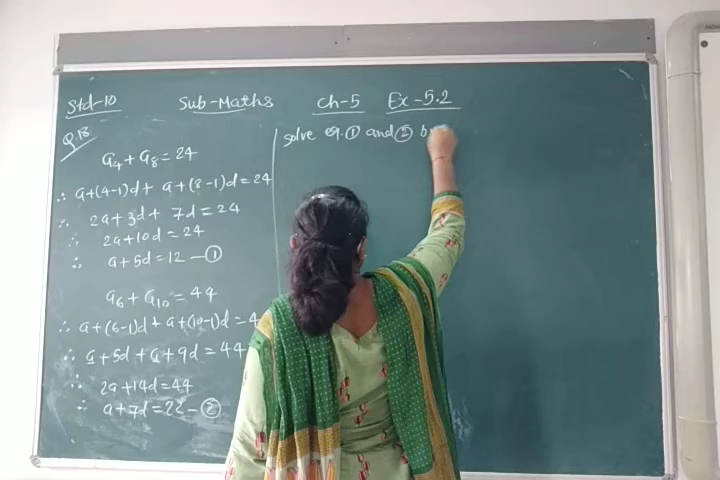 Std-10 Sub-Maths Ch-5 Ex-5.2
Q.18
a₄ + a₈ = 24
∴ a+(4-1)d + a+(8-1)d = 24
∴ 2a+3d + 7d = 24
∴ 2a+10d = 24
∴ a+5d = 12 — ①
a₆ + a₁₀ = 44
∴ a+(6-1)d + a+(10-1)d = 4
∴ a+5d + a+9d = 44
∴ 2a+14d = 44
∴ a+7d = 22 — ②
solve eq. ① and ② b